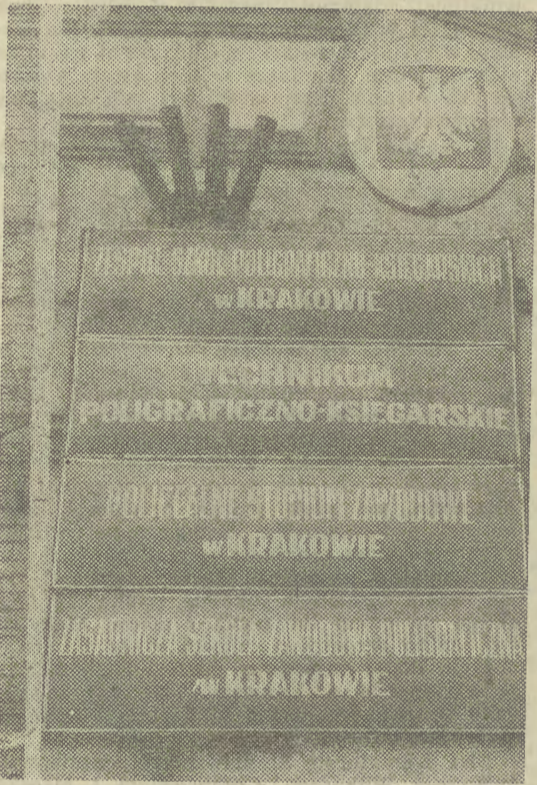 ZESPÓŁ SZKÓŁ POLIGRAFICZNO-KSIĘGARSKICH
w KRAKOWIE
TECHNIKUM
POLIGRAFICZNO-KSIĘGARSKIE
POLICEALNE STUDIUM ZAWODOWE
w KRAKOWIE
ZASADNICZA SZKOŁA ZAWODOWA POLIGRAFICZNA
w KRAKOWIE